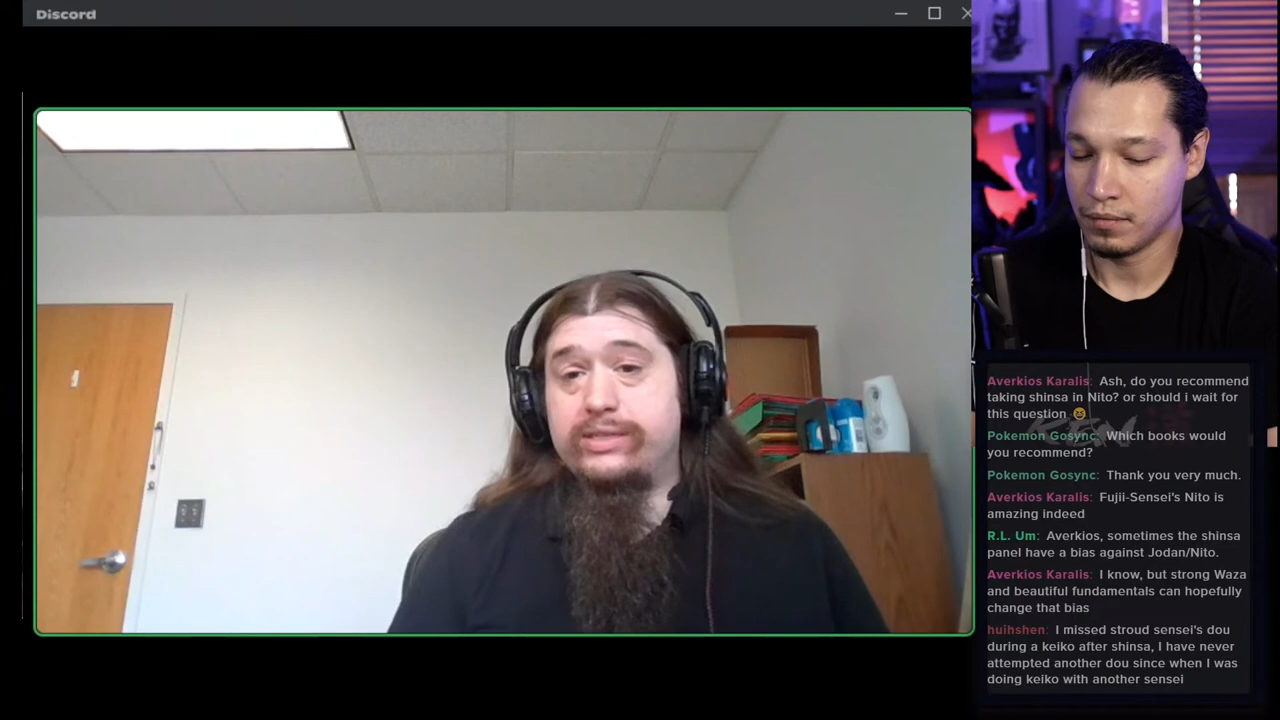 Discord
Averkios Karalis: Ash, do you recommend
taking shinsa in Nito? or should i wait for
this question 😆
Pokemon Gosync: Which books would
you recommend?
Pokemon Gosync: Thank you very much.
Averkios Karalis: Fujii-Sensei's Nito is
amazing indeed
R.L. Um: Averkios, sometimes the shinsa
panel have a bias against Jodan/Nito.
Averkios Karalis: I know, but strong Waza
and beautiful fundamentals can hopefully
change that bias
huihshen: I missed stroud sensei's dou
during a keiko after shinsa, I have never
attempted another dou since when I was
doing keiko with another sensei